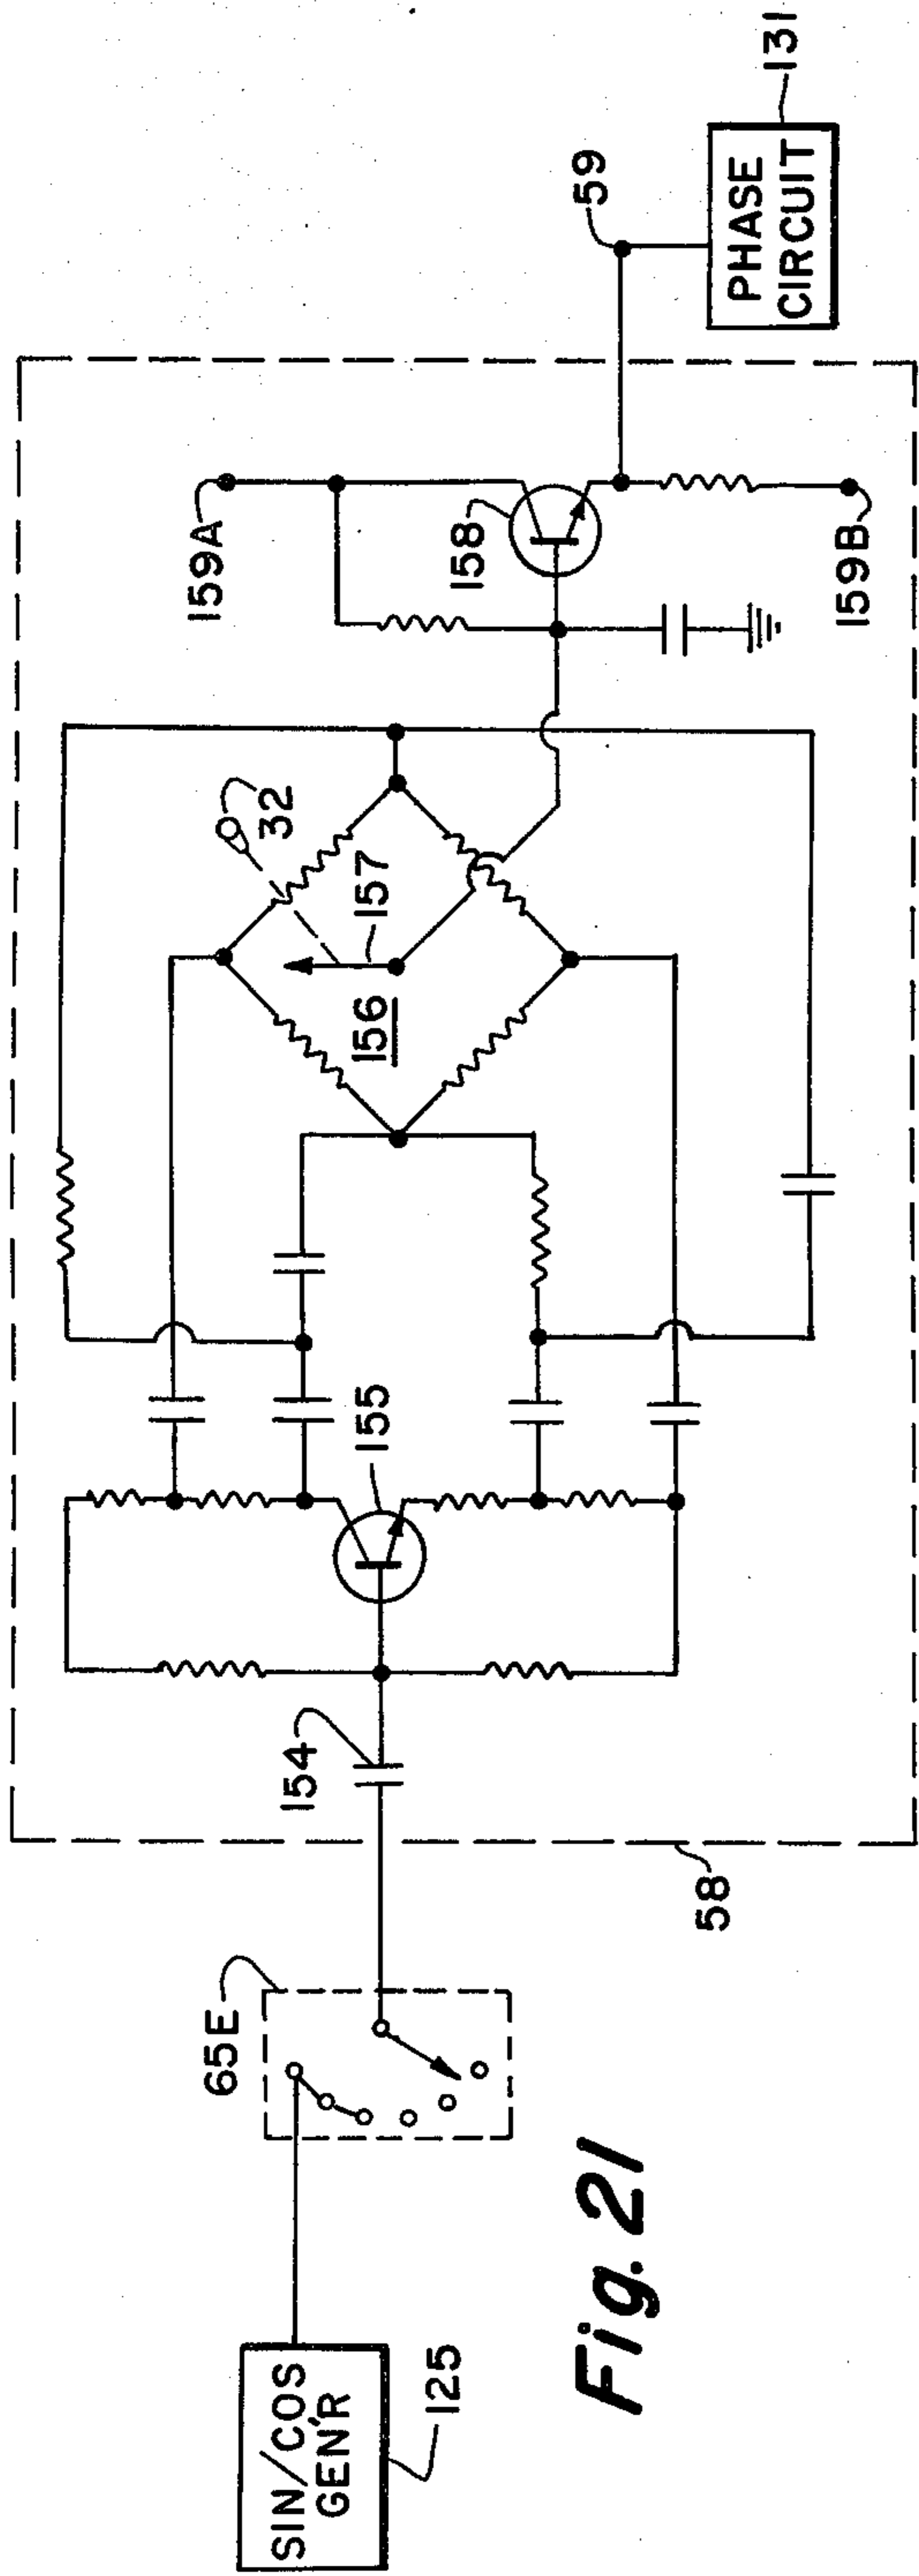 SIN/COS
GEN'R
125
65E
58
154
155
156
157
32
158
159A
159B
59
PHASE
CIRCUIT
131
Fig. 21